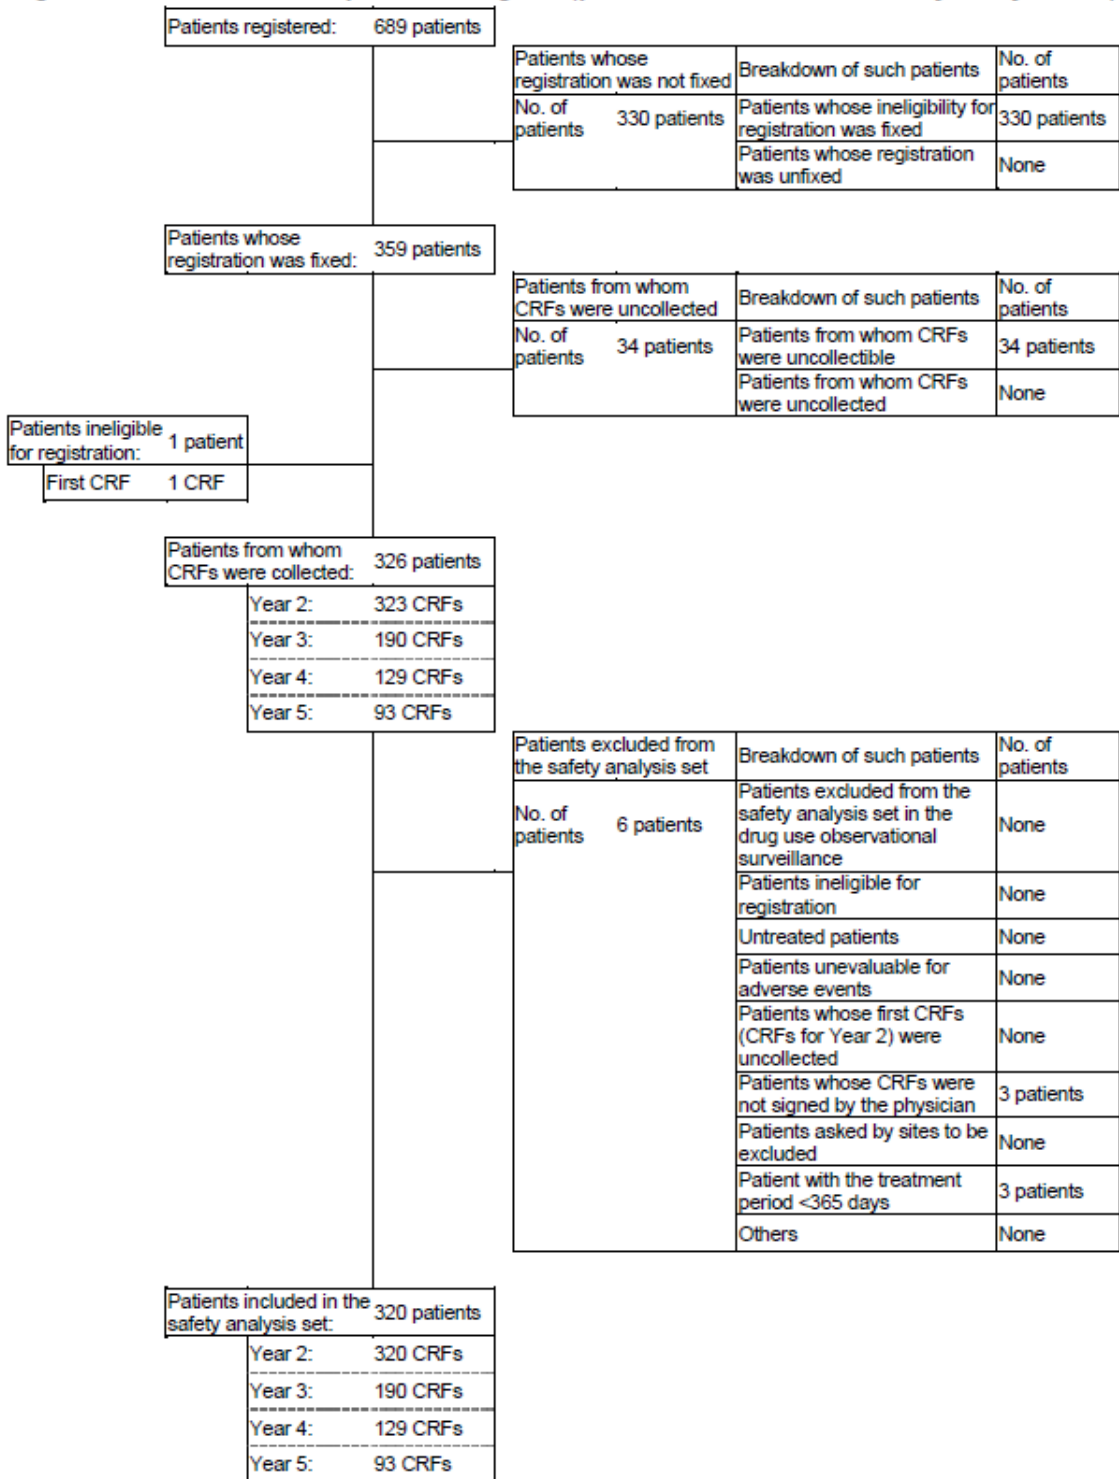 Patients registered: 689 patients
Patients whose
registration was not fixed
Breakdown of such patients
No. of
patients
No. of
patients
330 patients
Patients whose ineligibility for
registration was fixed
330 patients
Patients whose registration
was unfixed
None
Patients whose
registration was fixed:
359 patients
Patients from whom
CRFs were uncollected
Breakdown of such patients
No. of
patients
No. of
patients
34 patients
Patients from whom CRFs
were uncollectible
34 patients
Patients from whom CRFs
were uncollected
None
Patients ineligible
for registration:
1 patient
First CRF 1 CRF
Patients from whom
CRFs were collected:
326 patients
Year 2: 323 CRFs
Year 3: 190 CRFs
Year 4: 129 CRFs
Year 5: 93 CRFs
Patients excluded from
the safety analysis set
Breakdown of such patients
No. of
patients
No. of
patients
6 patients
Patients excluded from the
safety analysis set in the
drug use observational
surveillance
None
Patients ineligible for
registration
None
Untreated patients
None
Patients unevaluable for
adverse events
None
Patients whose first CRFs
(CRFs for Year 2) were
uncollected
None
Patients whose CRFs were
not signed by the physician
3 patients
Patients asked by sites to be
excluded
None
Patient with the treatment
period <365 days
3 patients
Others
None
Patients included in the
safety analysis set:
320 patients
Year 2: 320 CRFs
Year 3: 190 CRFs
Year 4: 129 CRFs
Year 5: 93 CRFs